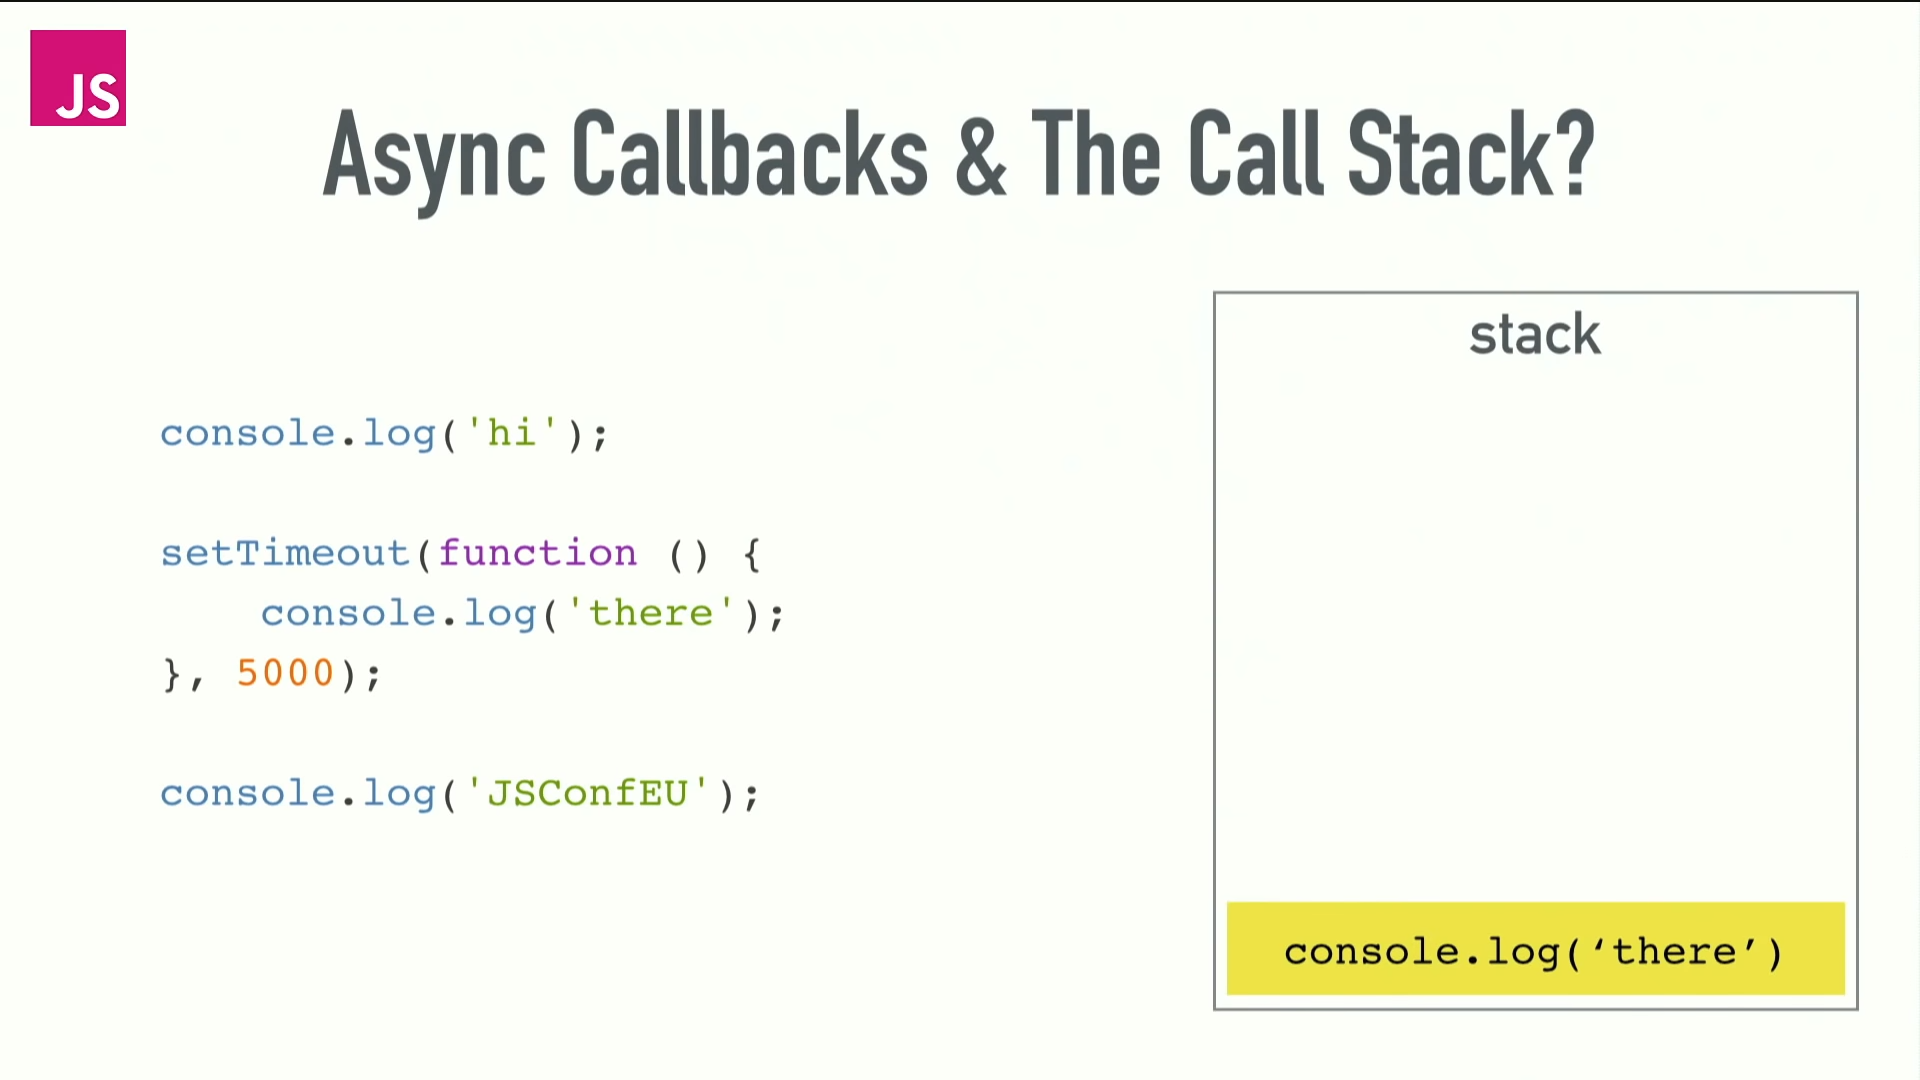 JS
Async Callbacks & The Call Stack?
console.log('hi');
setTimeout(function () {
    console.log('there');
}, 5000);
console.log('JSConfEU');
stack
console.log(‘there’)